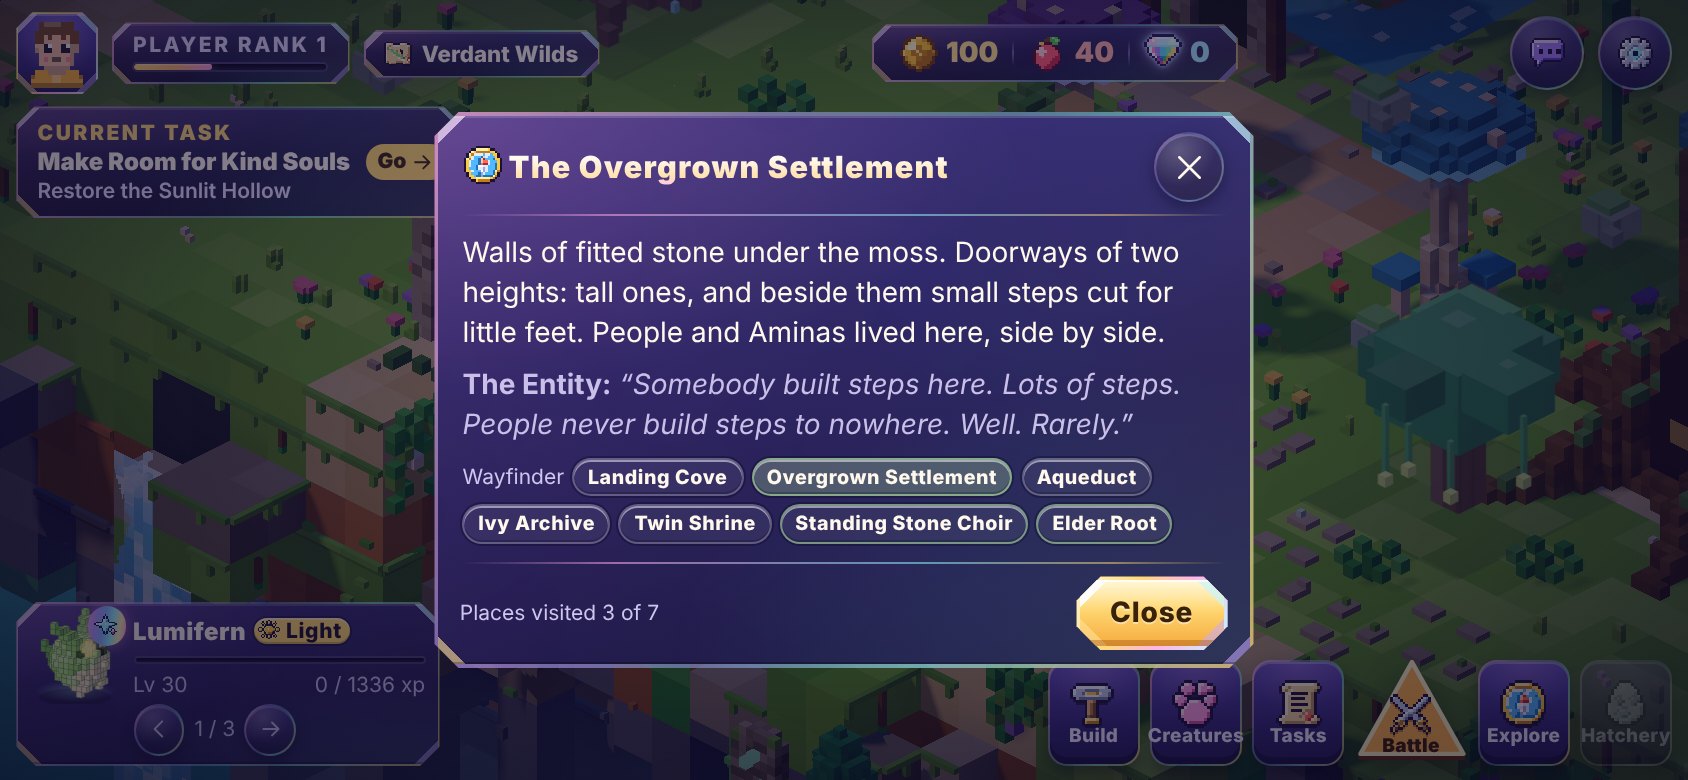 PLAYER RANK 1
Verdant Wilds
100
40
0
CURRENT TASK
Make Room for Kind Souls
Go →
Restore the Sunlit Hollow
The Overgrown Settlement
Walls of fitted stone under the moss. Doorways of two
heights: tall ones, and beside them small steps cut for
little feet. People and Aminas lived here, side by side.
The Entity: “Somebody built steps here. Lots of steps.
People never build steps to nowhere. Well. Rarely.”
Wayfinder Landing Cove Overgrown Settlement Aqueduct
Ivy Archive Twin Shrine Standing Stone Choir Elder Root
Places visited 3 of 7
Close
Lumifern Light
Lv 30 0 / 1336 xp
1 / 3
Build
Creatures
Tasks
Battle
Explore
Hatchery